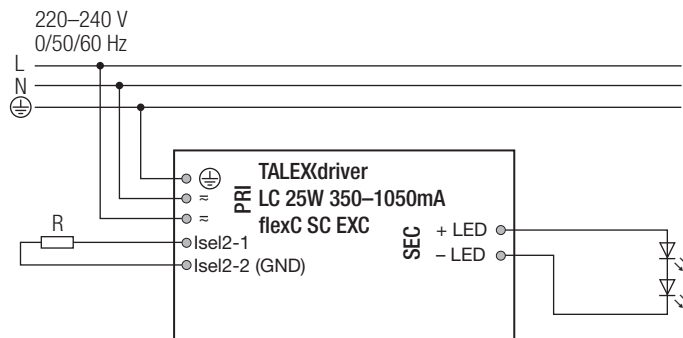 220–240 V
0/50/60 Hz
L
N
PRI
TALEXXdriver
LC 25W 350–1050mA
flexC SC EXC
≂
≂
R
Isel2-1
Isel2-2 (GND)
SEC
+ LED
– LED